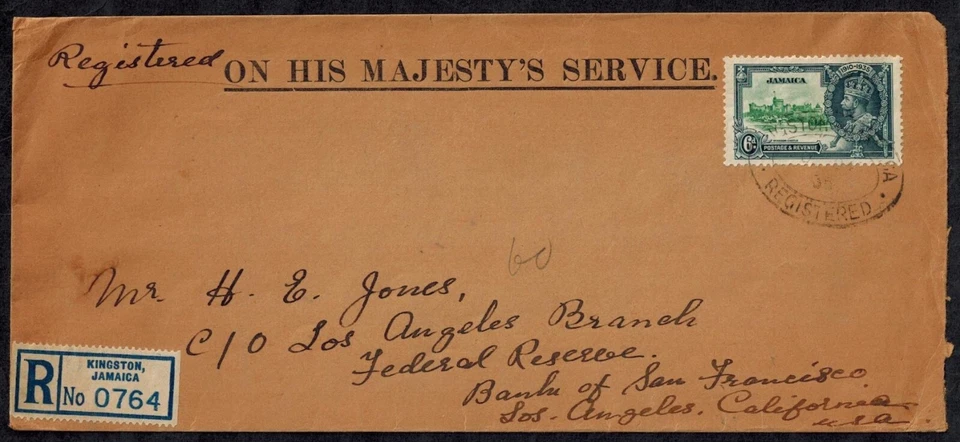 Registered
ON HIS MAJESTY'S SERVICE.
JAMAICA
1910-1935
6D
POSTAGE & REVENUE
REGISTERED
60
Mr. H. E. Jones,
C/O Los Angeles Branch
Federal Reserve.
Bank of San Francisco.
Los. Angeles. California
USA
R
KINGSTON,
JAMAICA
No 0764